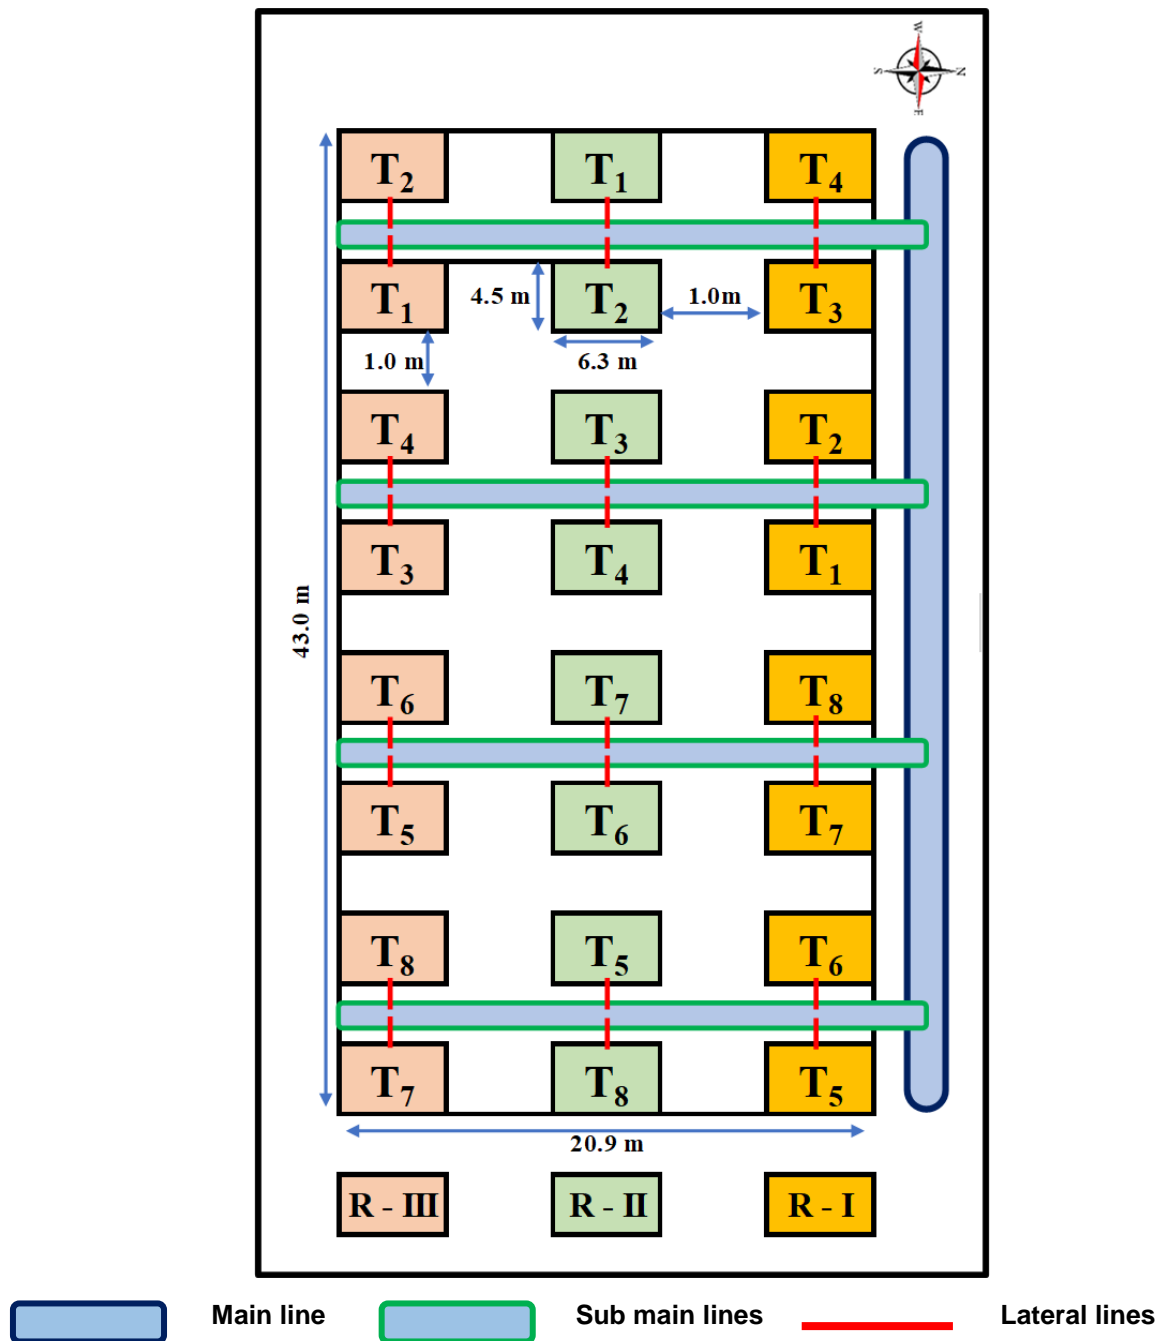 W
S N
E
T2 T1 T4
T1 4.5 m T2 1.0m T3
1.0 m 6.3 m
T4 T3 T2
T3 T4 T1
43.0 m
T6 T7 T8
T5 T6 T7
T8 T5 T6
T7 T8 T5
20.9 m
R - III R - II R - I
Main line Sub main lines Lateral lines